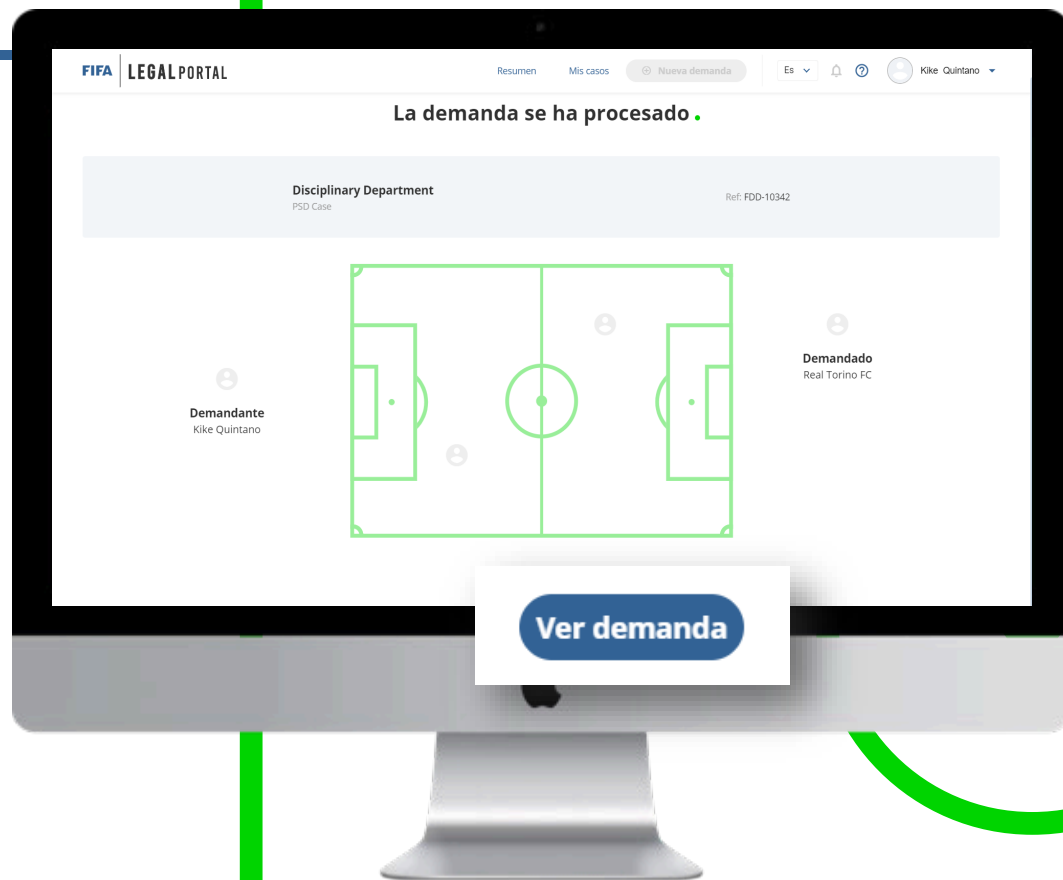 FIFA LEGAL PORTAL
Resumen Mis casos Nueva demanda Es Kike Quintano
La demanda se ha procesado.
Disciplinary Department
PSD Case
Ref: FDD-10342
Demandante
Kike Quintano
Demandado
Real Torino FC
Ver demanda